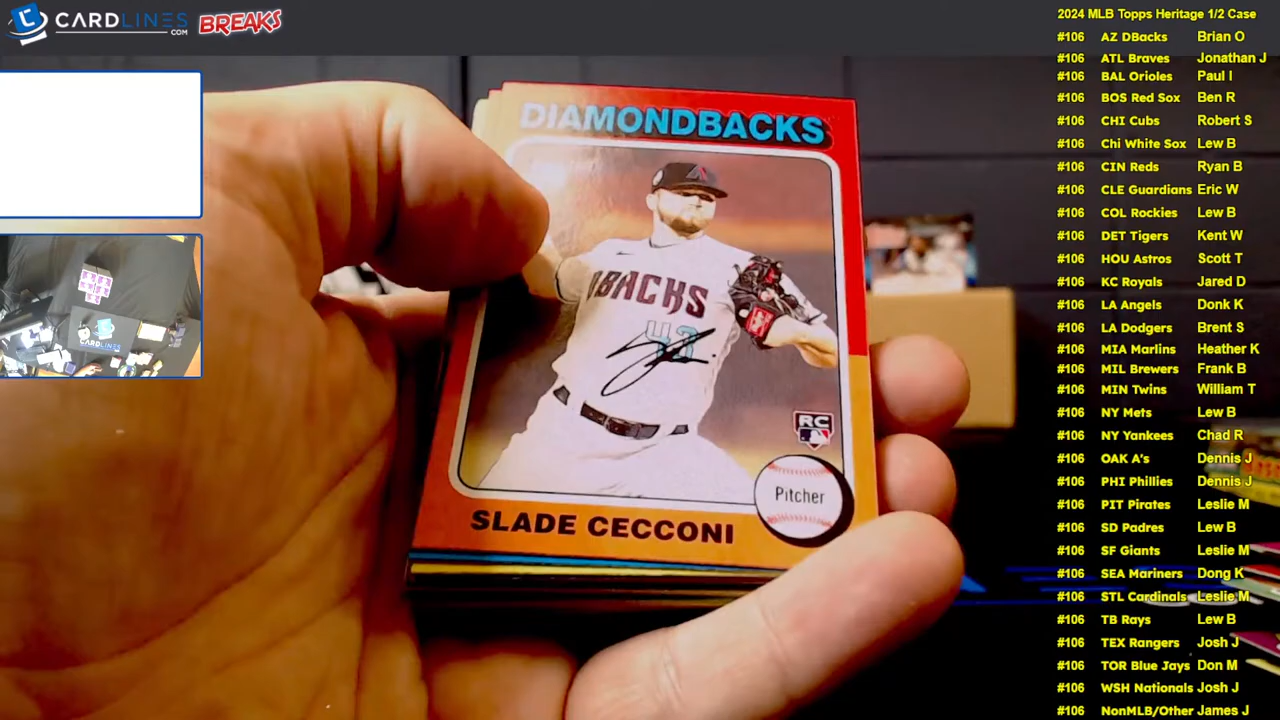 CARDLINES
.COM
BREAKS
2024 MLB Topps Heritage 1/2 Case
#106 AZ DBacks Brian O
#106 ATL Braves Jonathan J
#106 BAL Orioles Paul I
#106 BOS Red Sox Ben R
#106 CHI Cubs Robert S
#106 Chi White Sox Lew B
#106 CIN Reds Ryan B
#106 CLE Guardians Eric W
#106 COL Rockies Lew B
#106 DET Tigers Kent W
#106 HOU Astros Scott T
#106 KC Royals Jared D
#106 LA Angels Donk K
#106 LA Dodgers Brent S
#106 MIA Marlins Heather K
#106 MIL Brewers Frank B
#106 MIN Twins William T
#106 NY Mets Lew B
#106 NY Yankees Chad R
#106 OAK A's Dennis J
#106 PHI Phillies Dennis J
#106 PIT Pirates Leslie M
#106 SD Padres Lew B
#106 SF Giants Leslie M
#106 SEA Mariners Dong K
#106 STL Cardinals Leslie M
#106 TB Rays Lew B
#106 TEX Rangers Josh J
#106 TOR Blue Jays Don M
#106 WSH Nationals Josh J
#106 NonMLB/Other James J
DIAMONDBACKS
DBACKS
43
RC
Pitcher
SLADE CECCONI